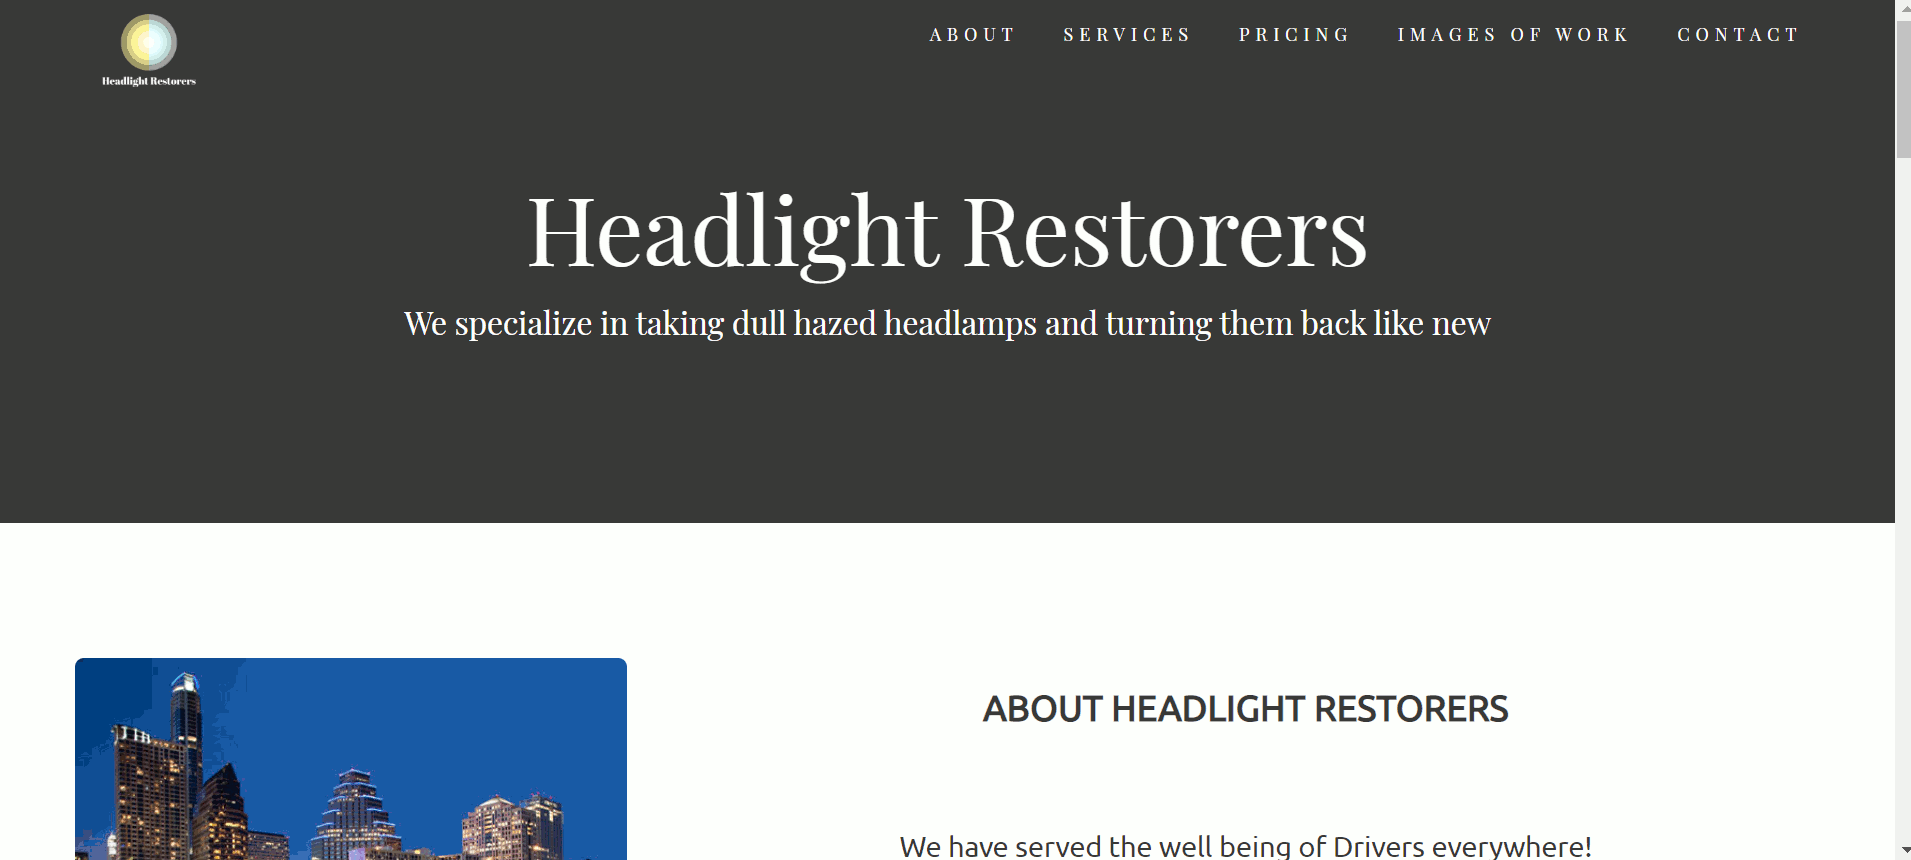 Headlight Restorers
ABOUT SERVICES PRICING IMAGES OF WORK CONTACT
Headlight Restorers
We specialize in taking dull hazed headlamps and turning them back like new
ABOUT HEADLIGHT RESTORERS
We have served the well being of Drivers everywhere!